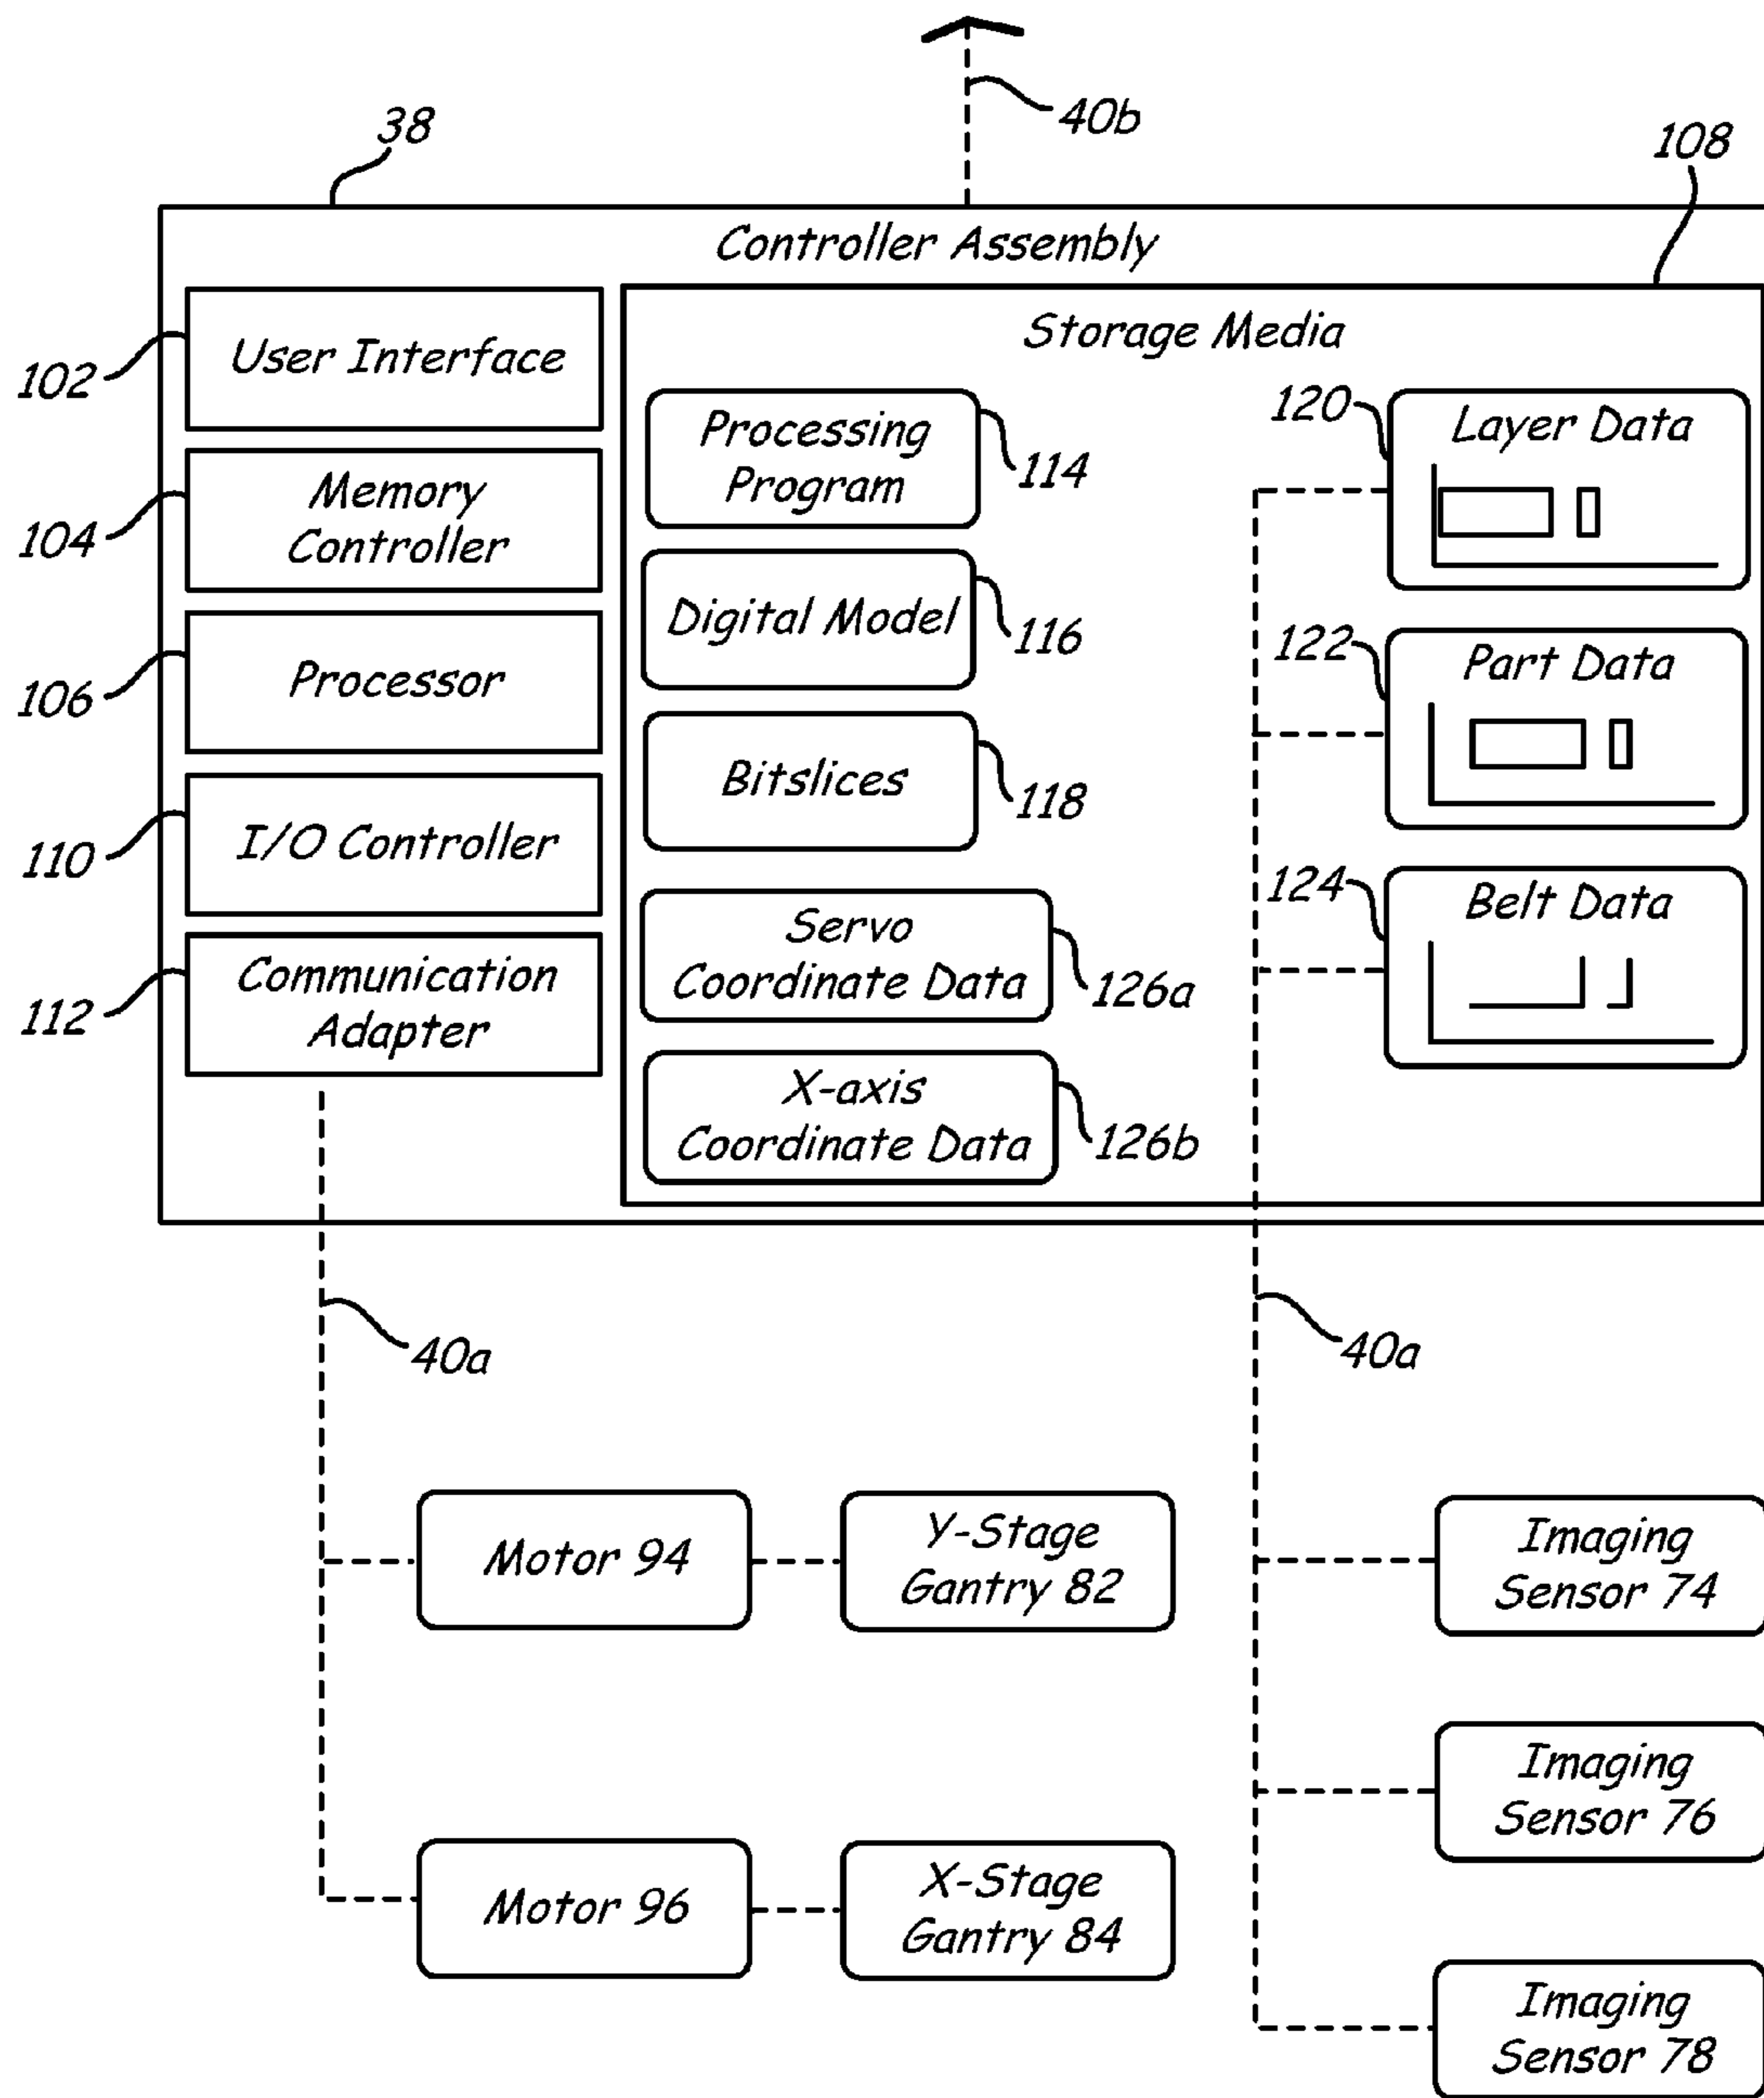 40b
38
108
Controller Assembly
102
User Interface
104
Memory
Controller
106
Processor
110
I/O Controller
112
Communication
Adapter
Storage Media
Processing
Program
114
Digital Model
116
Bitslices
118
Servo
Coordinate Data
126a
X-axis
Coordinate Data
126b
120
Layer Data
122
Part Data
124
Belt Data
40a
40a
Motor 94
Y-Stage
Gantry 82
Motor 96
X-Stage
Gantry 84
Imaging
Sensor 74
Imaging
Sensor 76
Imaging
Sensor 78